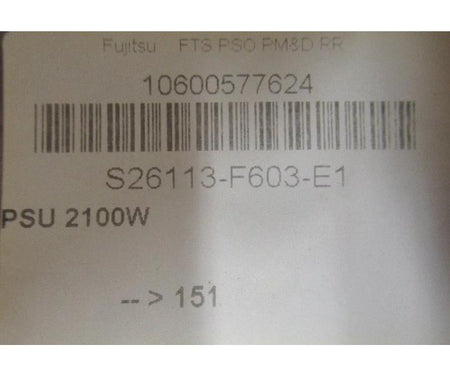 Fujitsu FTS PSO PM&D RR
10600577624
S26113-F603-E1
PSU 2100W
-- > 151